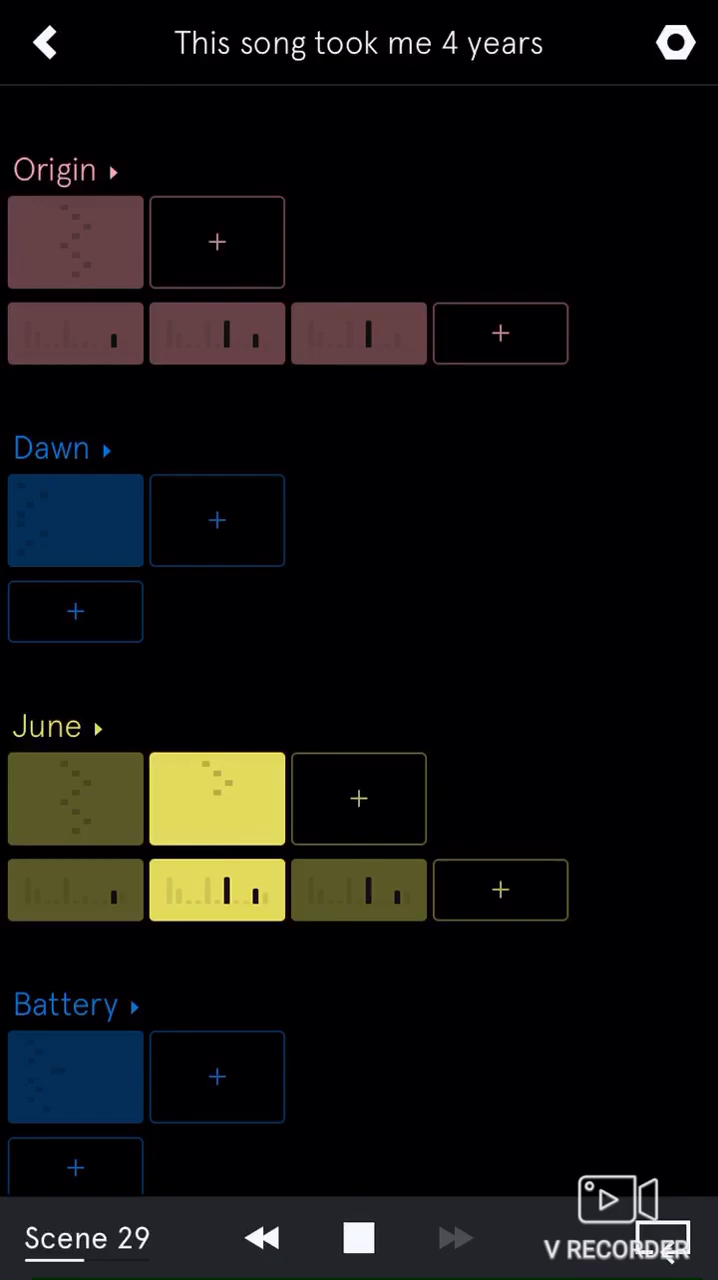 This song took me 4 years
Origin
Dawn
June
Battery
Scene 29
V RECORDER